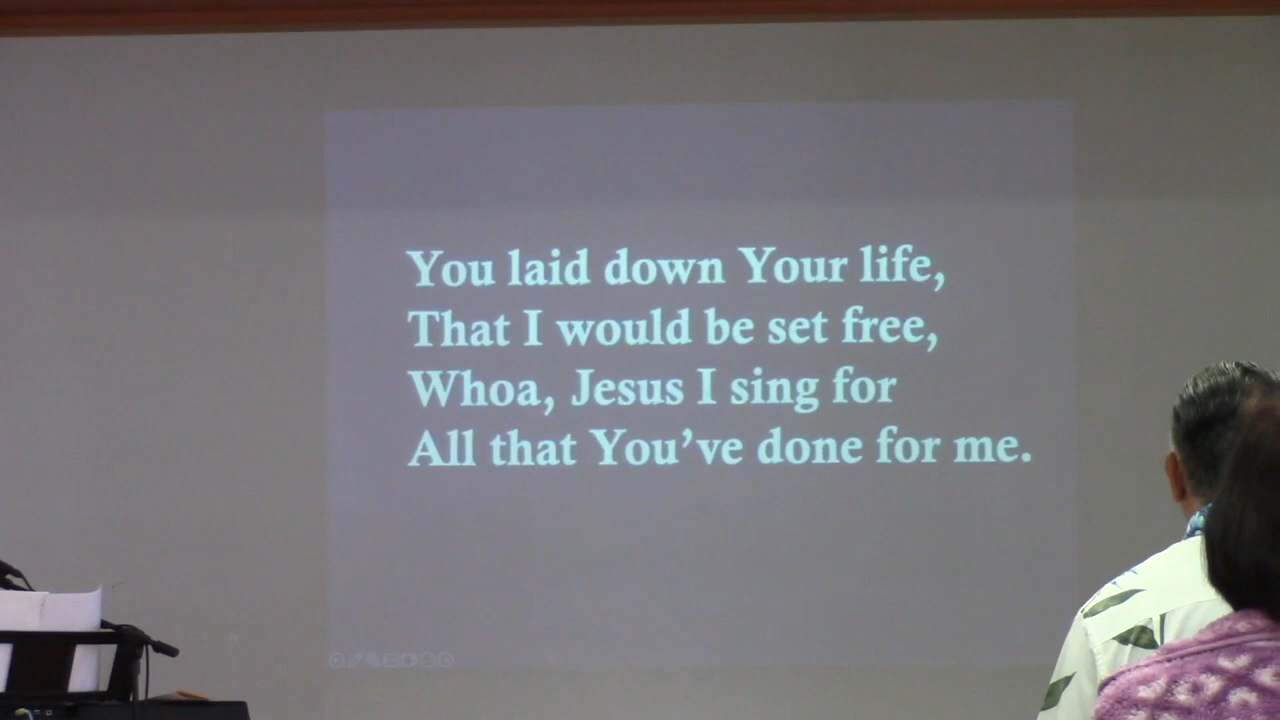 You laid down Your life,
That I would be set free,
Whoa, Jesus I sing for
All that You’ve done for me.